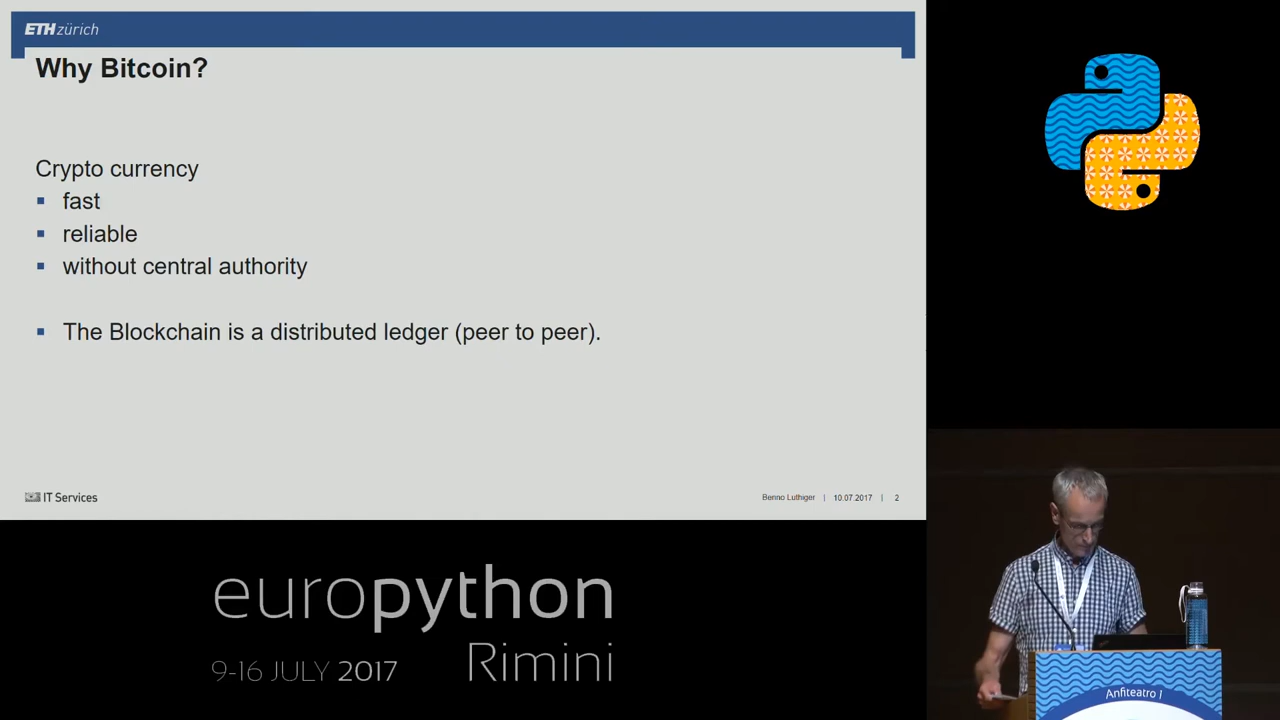 ETH zürich
Why Bitcoin?
Crypto currency
fast
reliable
without central authority
The Blockchain is a distributed ledger (peer to peer).
IT Services
Benno Luthiger | 10.07.2017 | 2
europython
9-16 JULY 2017 Rimini
Anfiteatro I